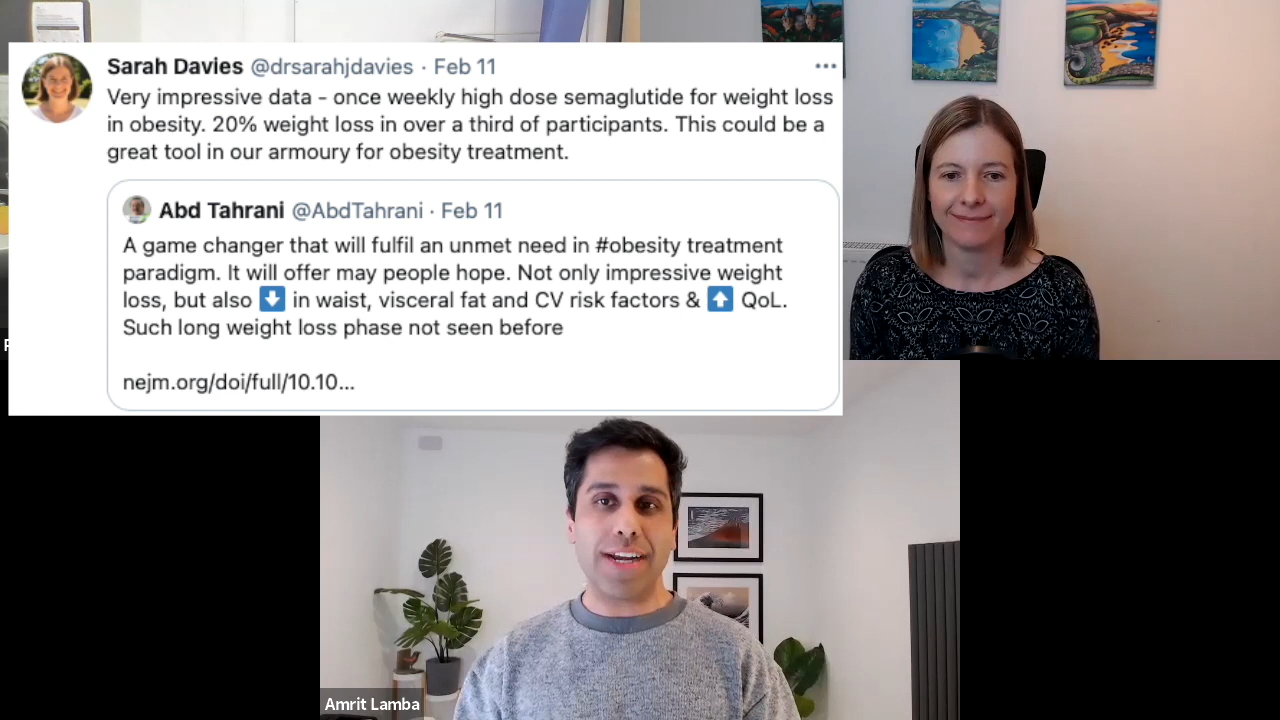 Sarah Davies @drsarahjdavies · Feb 11
Very impressive data - once weekly high dose semaglutide for weight loss
in obesity. 20% weight loss in over a third of participants. This could be a
great tool in our armoury for obesity treatment.
Abd Tahrani @AbdTahrani · Feb 11
A game changer that will fulfil an unmet need in #obesity treatment
paradigm. It will offer may people hope. Not only impressive weight
loss, but also ⬇️ in waist, visceral fat and CV risk factors & ⬆️ QoL.
Such long weight loss phase not seen before
nejm.org/doi/full/10.10...
Amrit Lamba